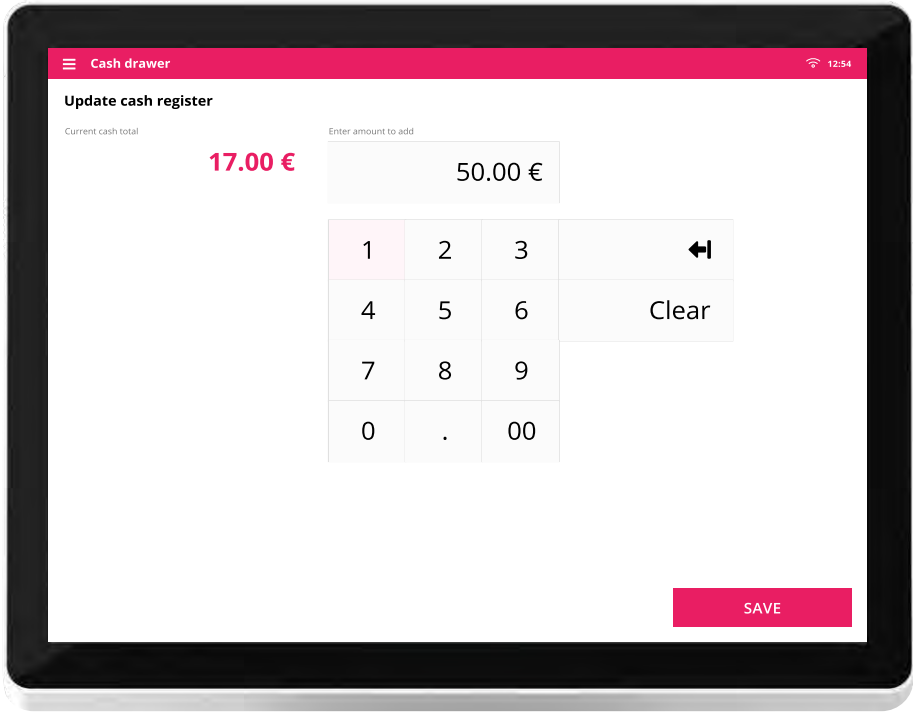 Cash drawer 12:54
Update cash register
Current cash total Enter amount to add
17.00 € 50.00 €
1 2 3
4 5 6 Clear
7 8 9
0 . 00
SAVE